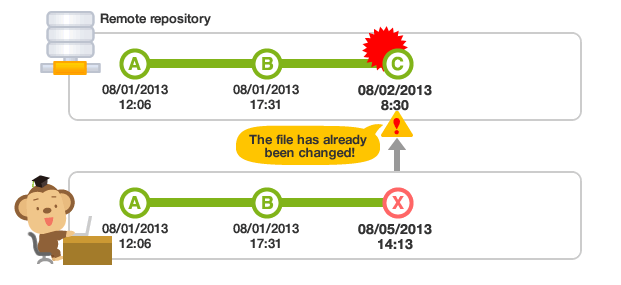 Remote repository
A
B
C
08/01/2013
12:06
08/01/2013
17:31
08/02/2013
8:30
!
The file has already
been changed!
A
B
X
08/01/2013
12:06
08/01/2013
17:31
08/05/2013
14:13